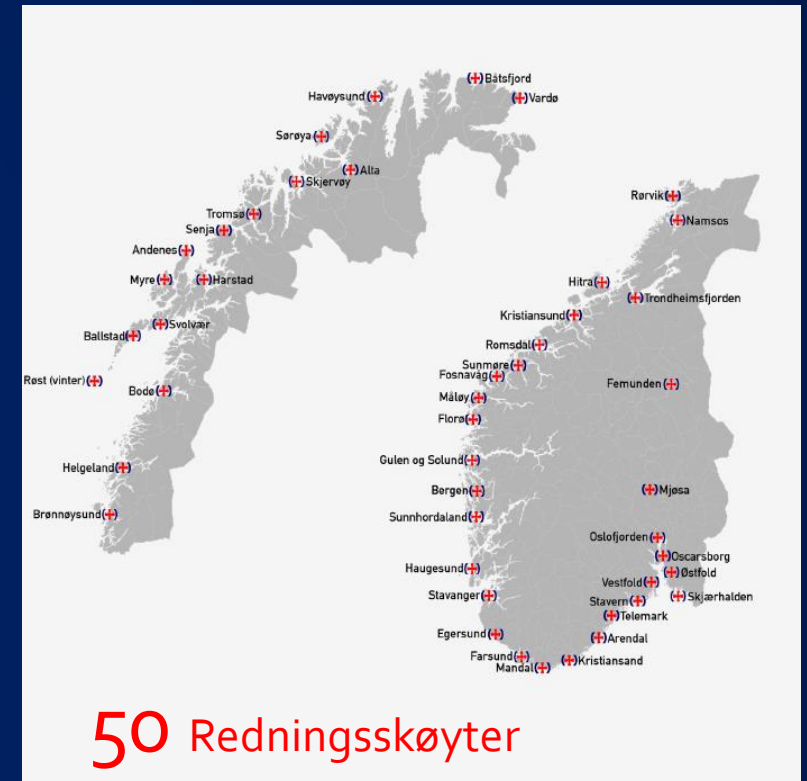 Båtsfjord
Havøysund
Vardø
Sørøya
Alta
Skjervøy
Tromsø
Senja
Andenes
Myre
Harstad
Svolvær
Ballstad
Røst (vinter)
Bodø
Helgeland
Brønnøysund
Rørvik
Namsos
Hitra
Trondheimsfjorden
Kristiansund
Romsdal
Sunmøre
Fosnavåg
Femunden
Måløy
Florø
Gulen og Solund
Bergen
Mjøsa
Sunnhordaland
Oslofjorden
Oscarsborg
Haugesund
Østfold
Vestfold
Stavanger
Skjærhalden
Stavern
Telemark
Egersund
Arendal
Farsund
Kristiansand
Mandal
50 Redningsskøyter